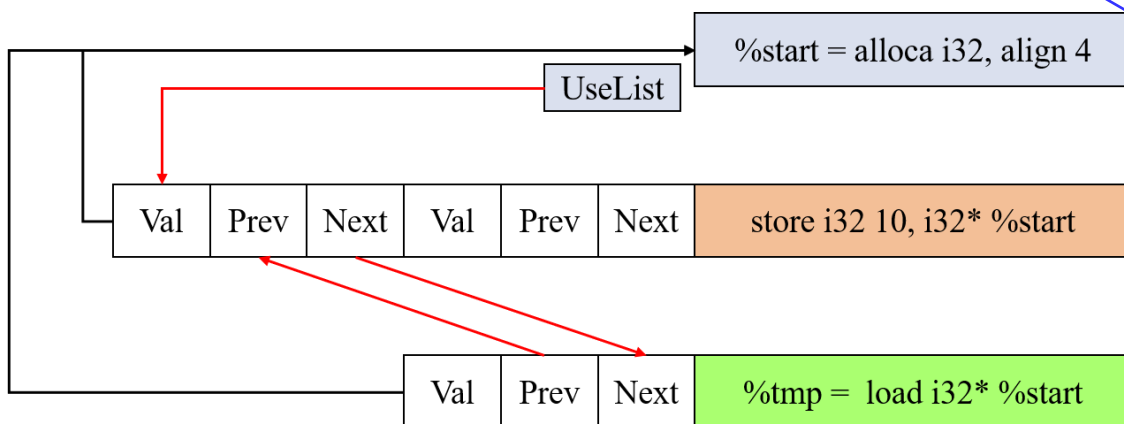 %start = alloca i32, align 4
UseList
Val Prev Next Val Prev Next store i32 10, i32* %start
Val Prev Next %tmp = load i32* %start